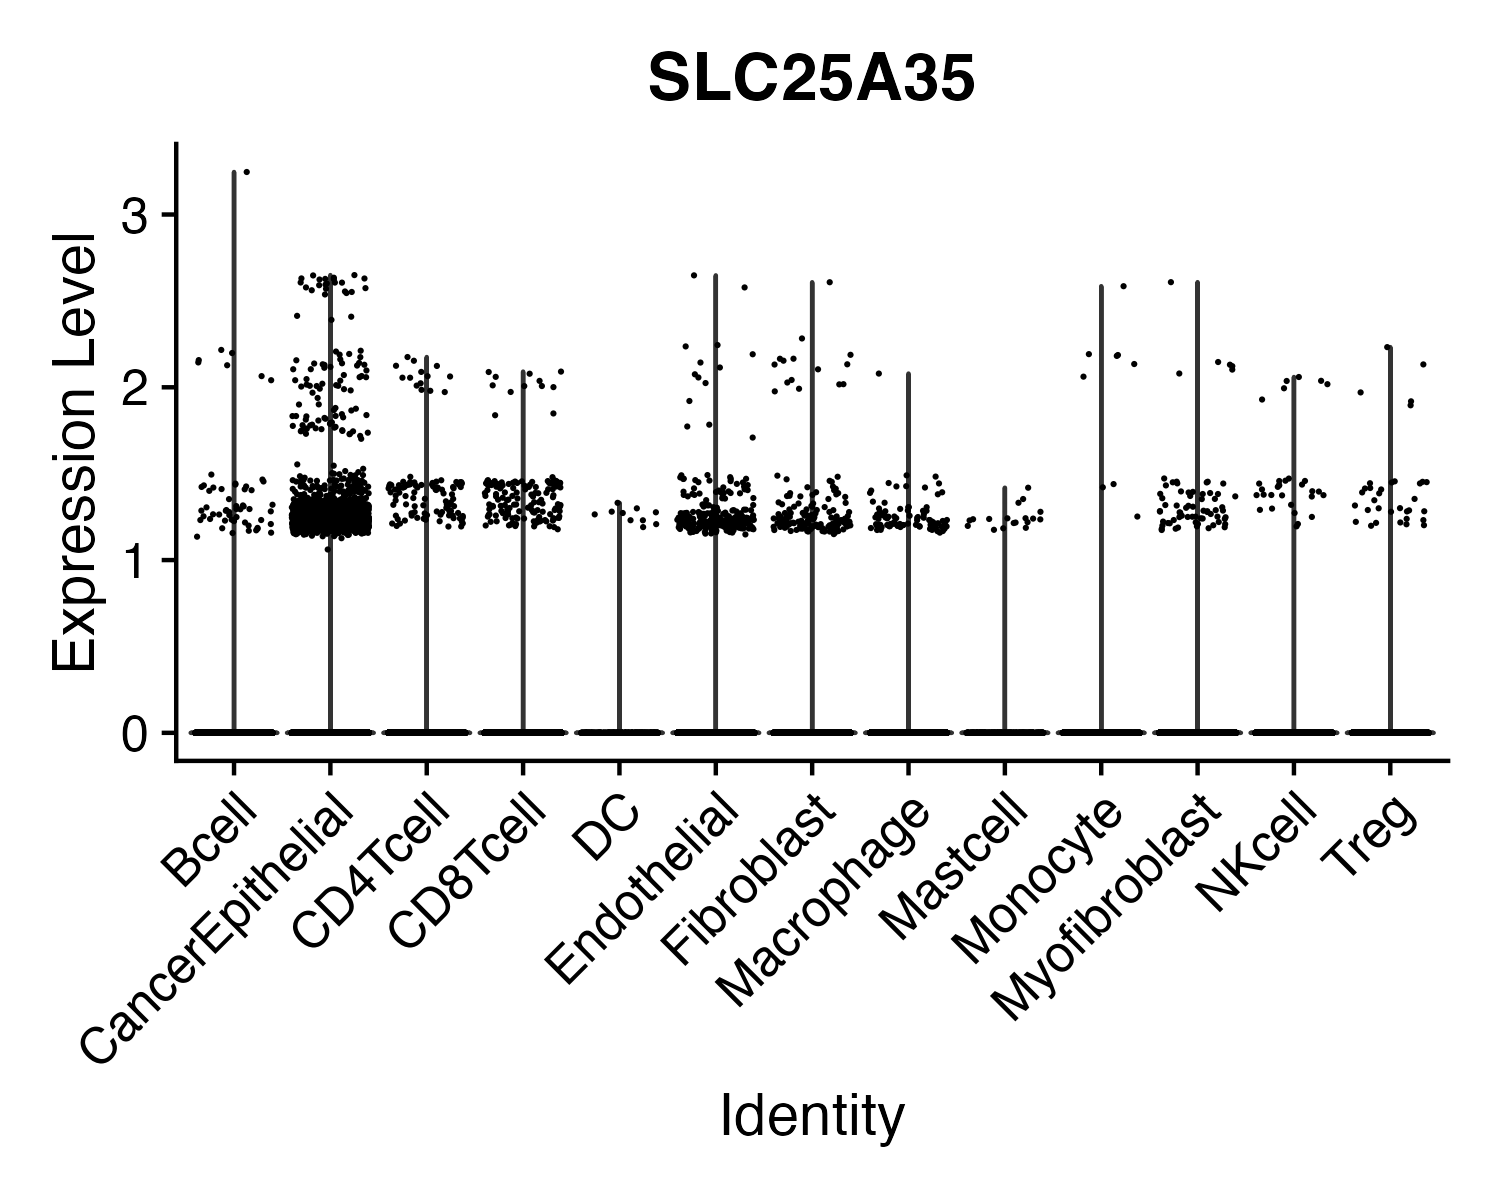 SLC25A35
Expression Level
3
2
1
0
Bcell
CancerEpithelial
CD4Tcell
CD8Tcell
DC
Endothelial
Fibroblast
Macrophage
Mastcell
Monocyte
Myofibroblast
NKcell
Treg
Identity